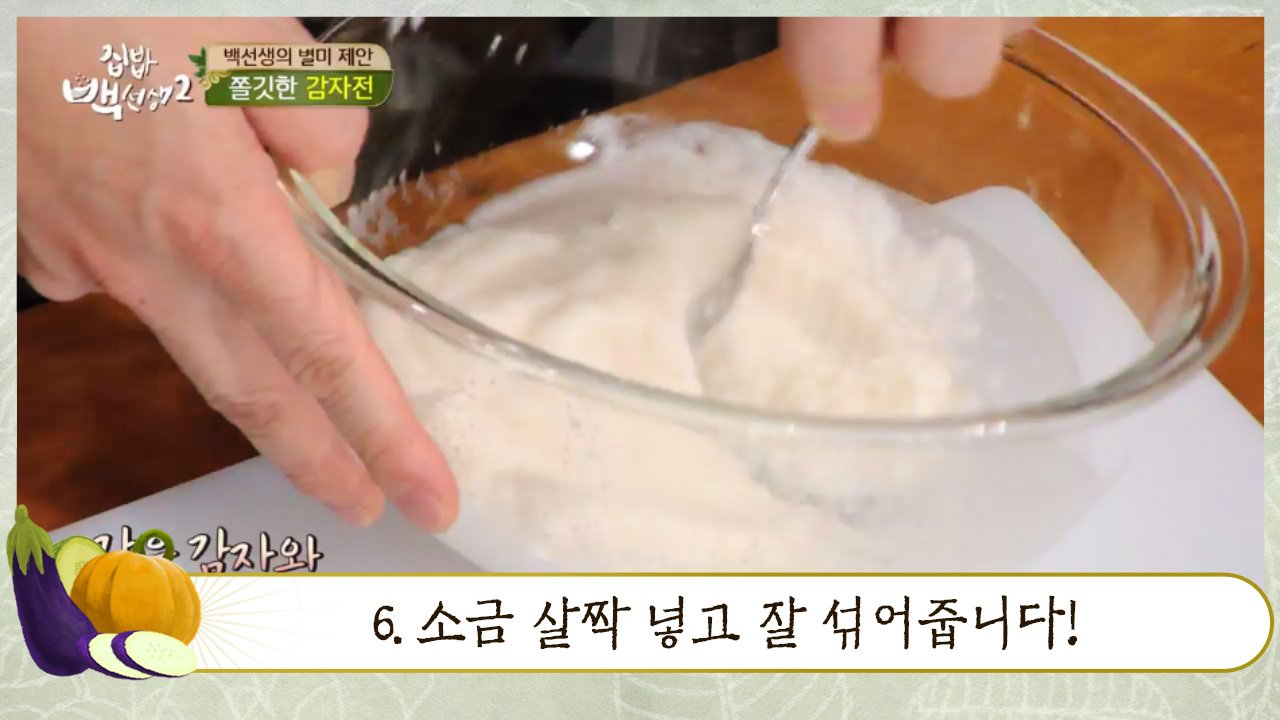 집밥
백선생2
백선생의 별미 제안
쫄깃한 감자전
간 감자와
6. 소금 살짝 넣고 잘 섞어줍니다!